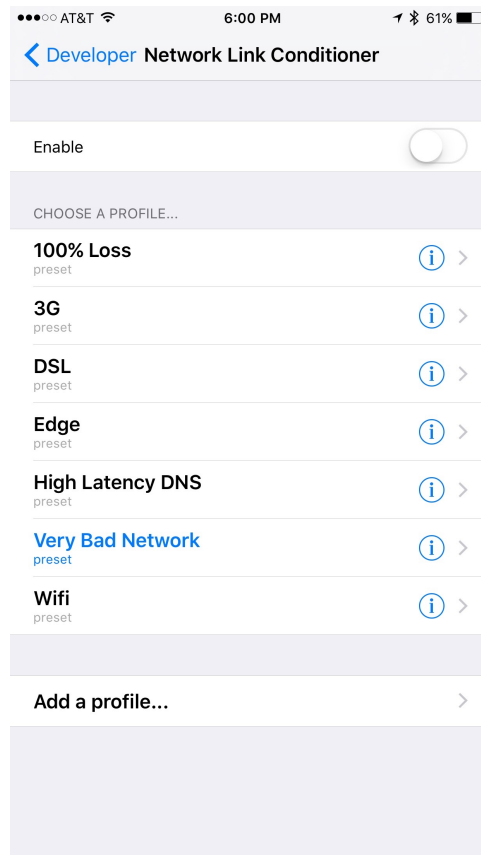 AT&T 6:00 PM 61%
Developer Network Link Conditioner
Enable
CHOOSE A PROFILE...
100% Loss
preset
3G
preset
DSL
preset
Edge
preset
High Latency DNS
preset
Very Bad Network
preset
Wifi
preset
Add a profile...